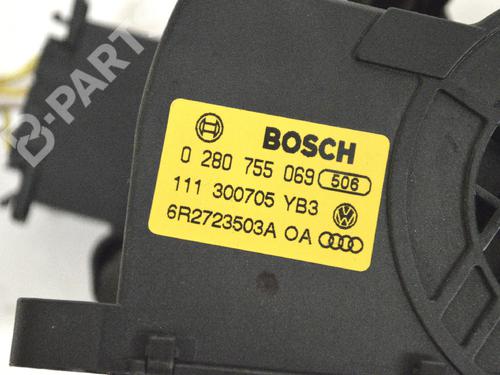 B-PART
BOSCH
0 280 755 069 506
111 300705 YB3
6R2723503A OA